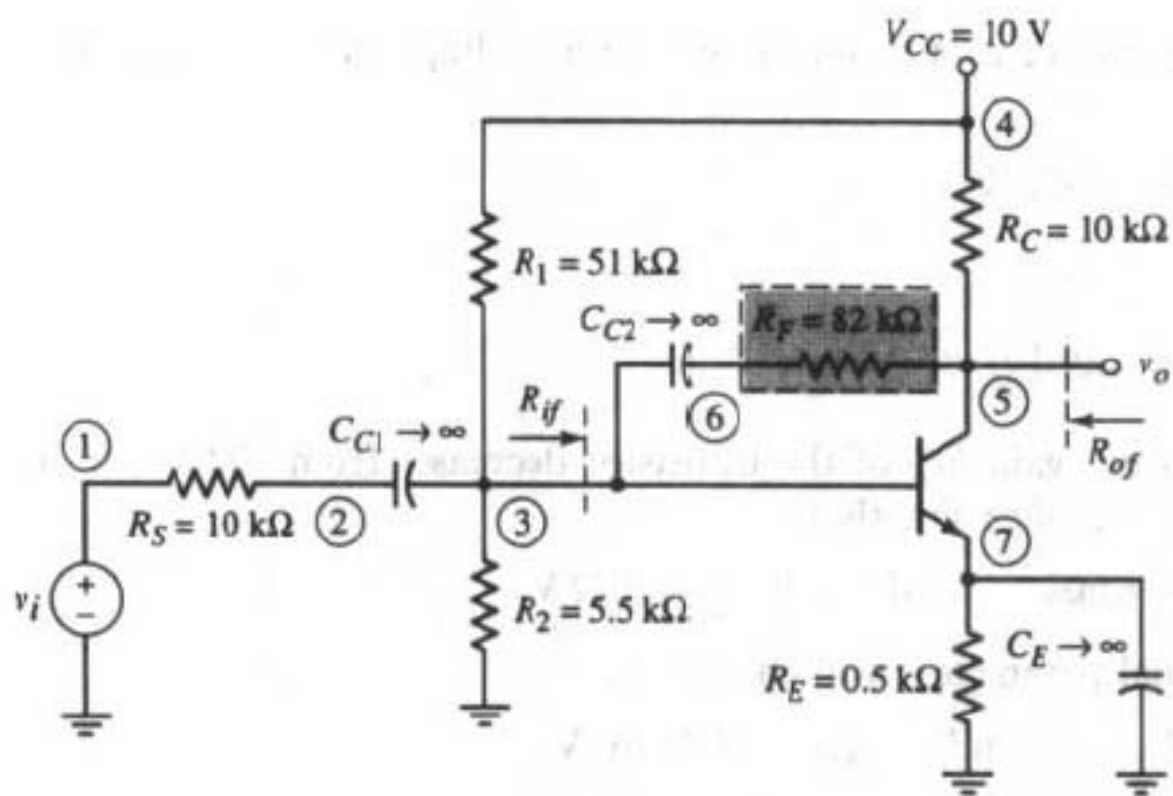 V_CC = 10 V
④
R_C = 10 kΩ
R_1 = 51 kΩ
C_C2 → ∞
R_F = 82 kΩ
v_o
⑤
⑥
R_if
R_of
①
C_C1 → ∞
R_S = 10 kΩ
②
③
⑦
v_i
+
−
R_2 = 5.5 kΩ
R_E = 0.5 kΩ
C_E → ∞